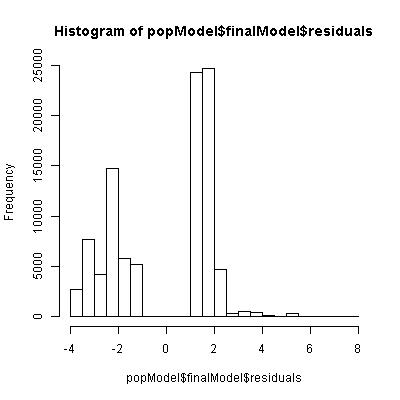 Histogram of popModel$finalModel$residuals
25000
20000
15000
10000
5000
0
Frequency
-4 -2 0 2 4 6 8
popModel$finalModel$residuals